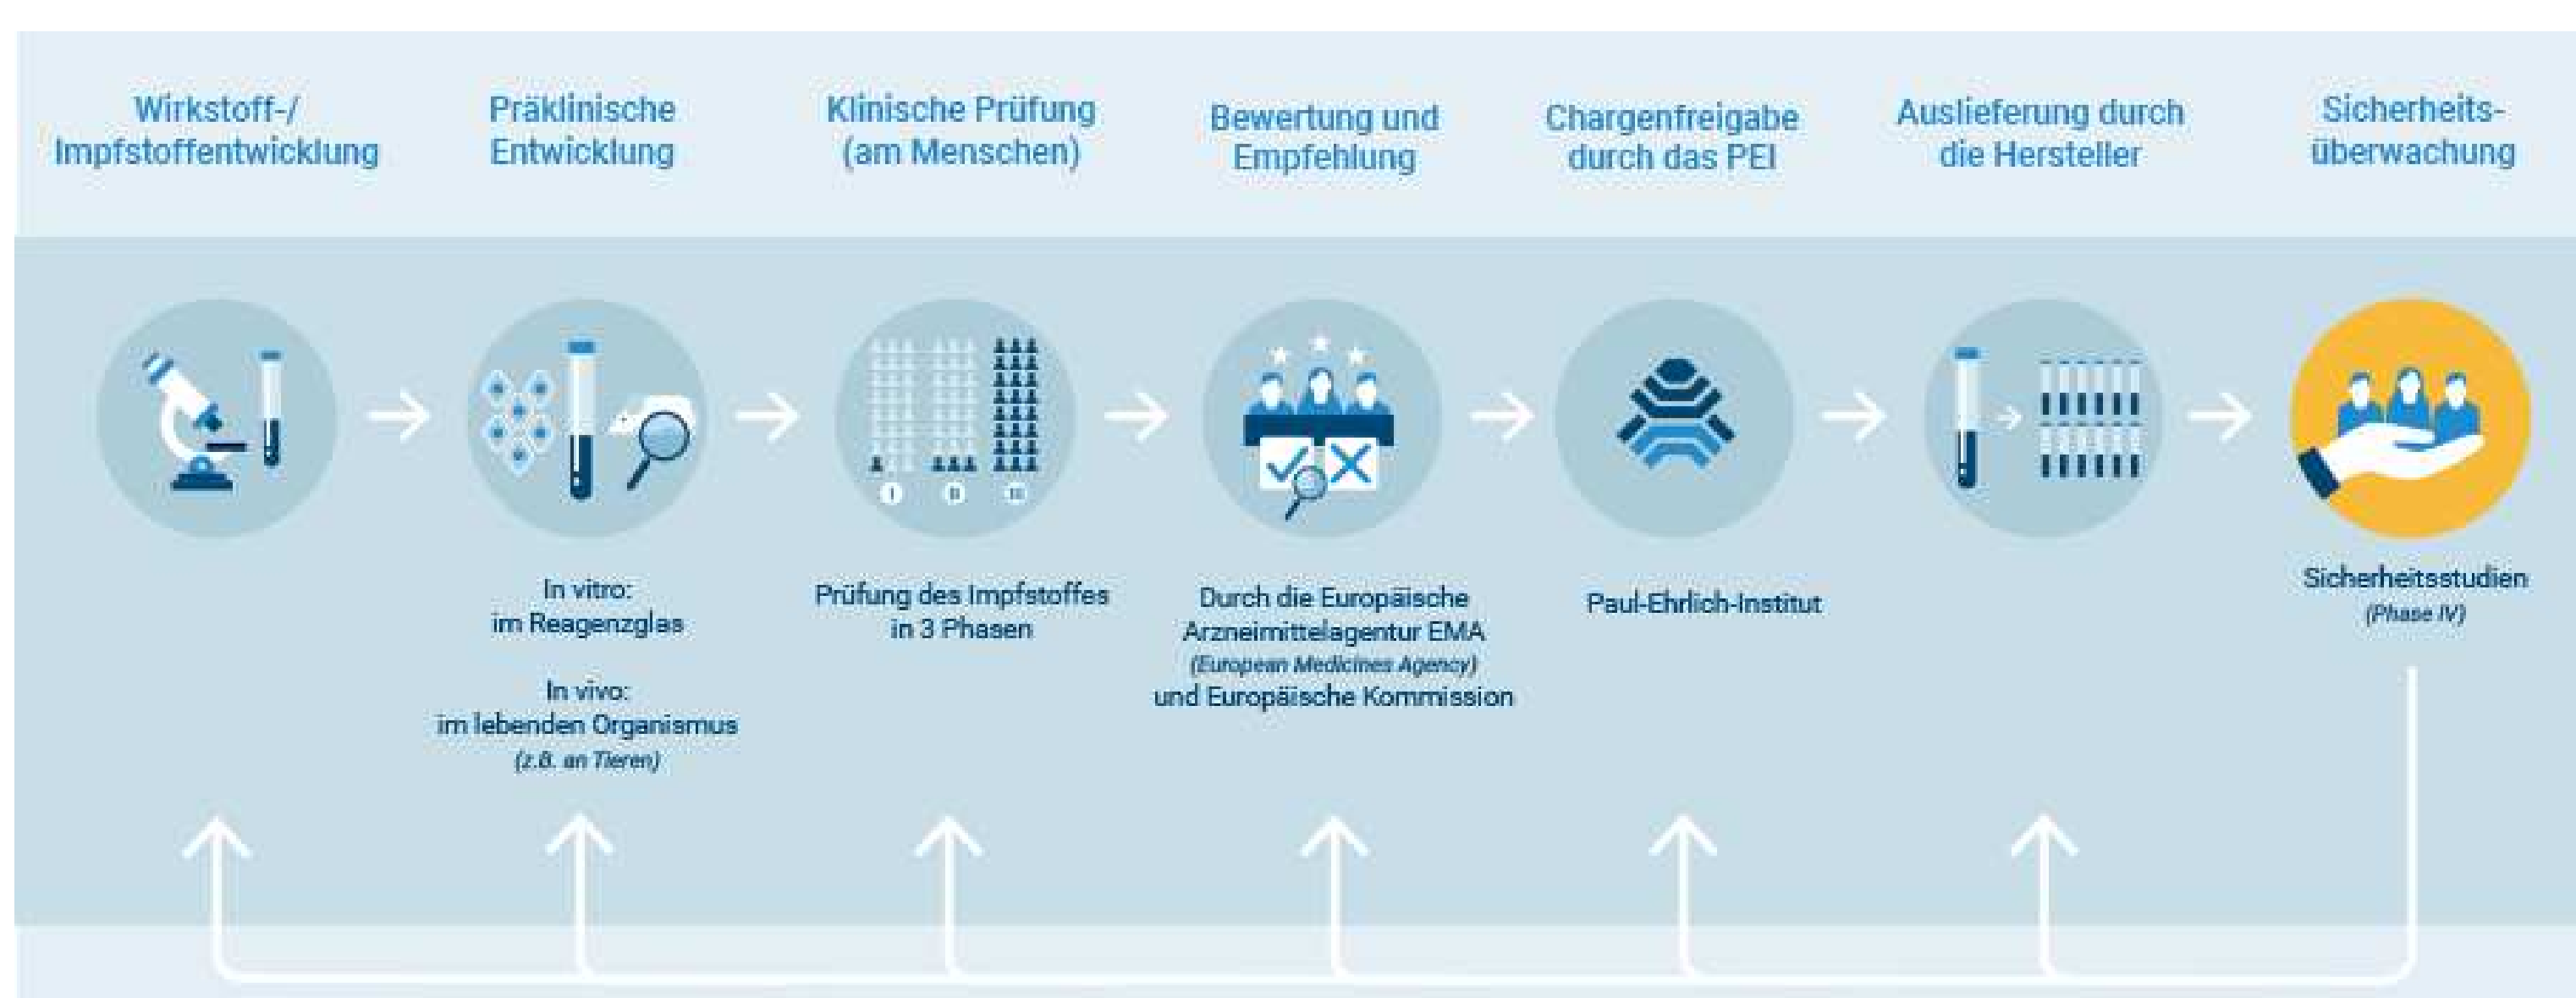 Wirkstoff-/
Impfstoffentwicklung
Präklinische
Entwicklung
Klinische Prüfung
(am Menschen)
Bewertung und
Empfehlung
Chargenfreigabe
durch das PEI
Auslieferung durch
die Hersteller
Sicherheits-
überwachung
I
II
III
In vitro:
im Reagenzglas
In vivo:
im lebenden Organismus
(z.B. an Tieren)
Prüfung des Impfstoffes
in 3 Phasen
Durch die Europäische
Arzneimittelagentur EMA
(European Medicines Agency)
und Europäische Kommission
Paul-Ehrlich-Institut
Sicherheitsstudien
(Phase IV)